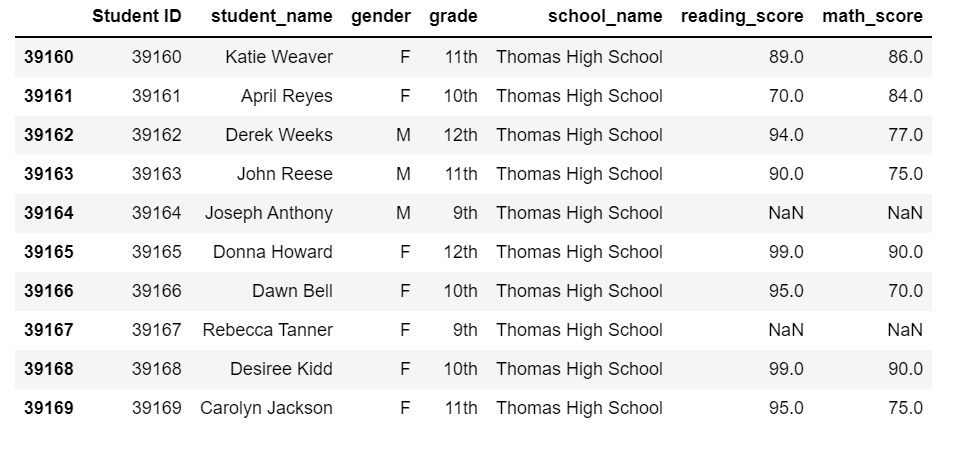 Student ID student_name gender grade school_name reading_score math_score
39160 39160 Katie Weaver F 11th Thomas High School 89.0 86.0
39161 39161 April Reyes F 10th Thomas High School 70.0 84.0
39162 39162 Derek Weeks M 12th Thomas High School 94.0 77.0
39163 39163 John Reese M 11th Thomas High School 90.0 75.0
39164 39164 Joseph Anthony M 9th Thomas High School NaN NaN
39165 39165 Donna Howard F 12th Thomas High School 99.0 90.0
39166 39166 Dawn Bell F 10th Thomas High School 95.0 70.0
39167 39167 Rebecca Tanner F 9th Thomas High School NaN NaN
39168 39168 Desiree Kidd F 10th Thomas High School 99.0 90.0
39169 39169 Carolyn Jackson F 11th Thomas High School 95.0 75.0